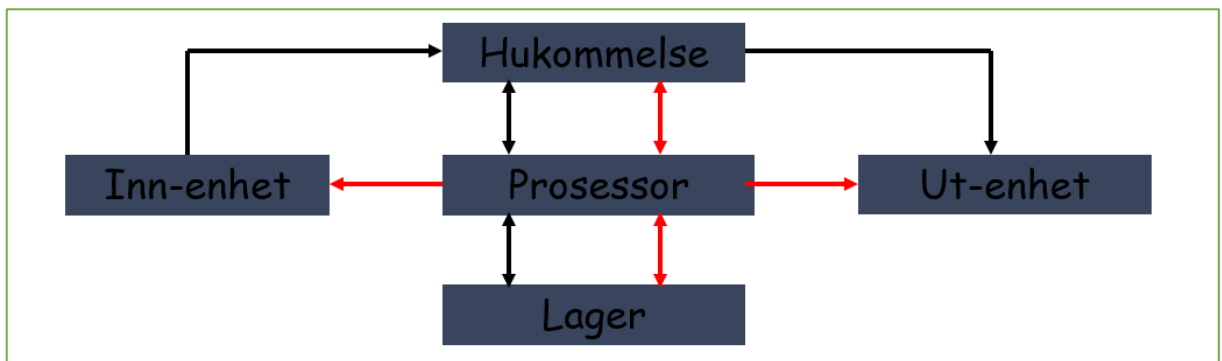 Hukommelse
Inn-enhet
Prosessor
Ut-enhet
Lager